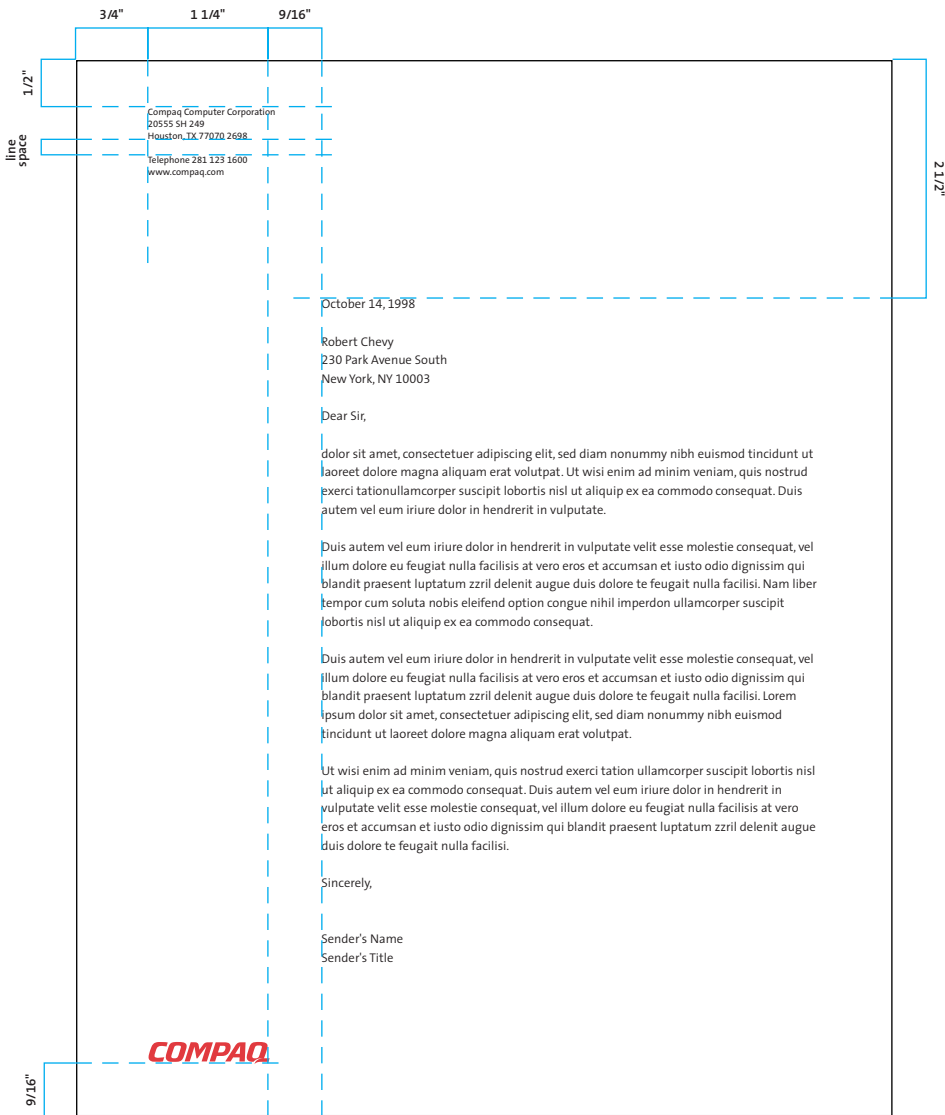 3/4" 1 1/4" 9/16"
1/2"
Compaq Computer Corporation
20555 SH 249
Houston, TX 77070 2698
line
space
Telephone 281 123 1600
www.compaq.com
2 1/2"
October 14, 1998
Robert Chevy
230 Park Avenue South
New York, NY 10003
Dear Sir,
dolor sit amet, consectetuer adipiscing elit, sed diam nonummy nibh euismod tincidunt ut
laoreet dolore magna aliquam erat volutpat. Ut wisi enim ad minim veniam, quis nostrud
exerci tationullamcorper suscipit lobortis nisl ut aliquip ex ea commodo consequat. Duis
autem vel eum iriure dolor in hendrerit in vulputate.
Duis autem vel eum iriure dolor in hendrerit in vulputate velit esse molestie consequat, vel
illum dolore eu feugiat nulla facilisis at vero eros et accumsan et iusto odio dignissim qui
blandit praesent luptatum zzril delenit augue duis dolore te feugait nulla facilisi. Nam liber
tempor cum soluta nobis eleifend option congue nihil imperdon ullamcorper suscipit
lobortis nisl ut aliquip ex ea commodo consequat.
Duis autem vel eum iriure dolor in hendrerit in vulputate velit esse molestie consequat, vel
illum dolore eu feugiat nulla facilisis at vero eros et accumsan et iusto odio dignissim qui
blandit praesent luptatum zzril delenit augue duis dolore te feugait nulla facilisi. Lorem
ipsum dolor sit amet, consectetuer adipiscing elit, sed diam nonummy nibh euismod
tincidunt ut laoreet dolore magna aliquam erat volutpat.
Ut wisi enim ad minim veniam, quis nostrud exerci tation ullamcorper suscipit lobortis nisl
ut aliquip ex ea commodo consequat. Duis autem vel eum iriure dolor in hendrerit in
vulputate velit esse molestie consequat, vel illum dolore eu feugiat nulla facilisis at vero
eros et accumsan et iusto odio dignissim qui blandit praesent luptatum zzril delenit augue
duis dolore te feugait nulla facilisi.
Sincerely,
Sender's Name
Sender's Title
COMPAQ
9/16"